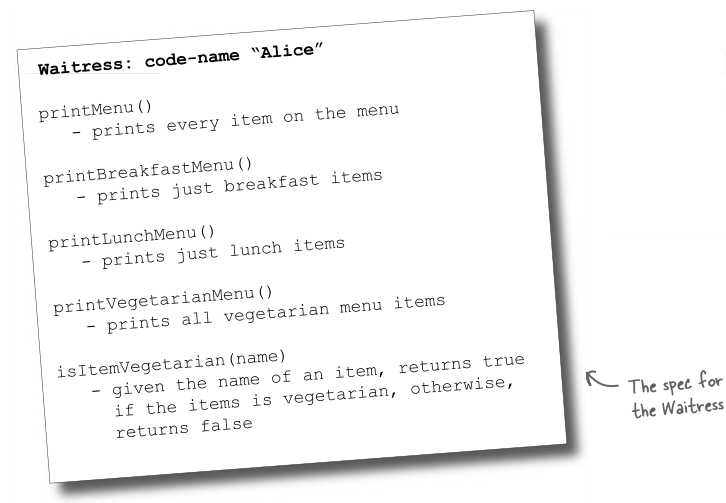 Waitress: code-name “Alice”
printMenu()
- prints every item on the menu
printBreakfastMenu()
- prints just breakfast items
printLunchMenu()
- prints just lunch items
printVegetarianMenu()
- prints all vegetarian menu items
isItemVegetarian(name)
- given the name of an item, returns true
if the items is vegetarian, otherwise,
returns false
The spec for
the Waitress